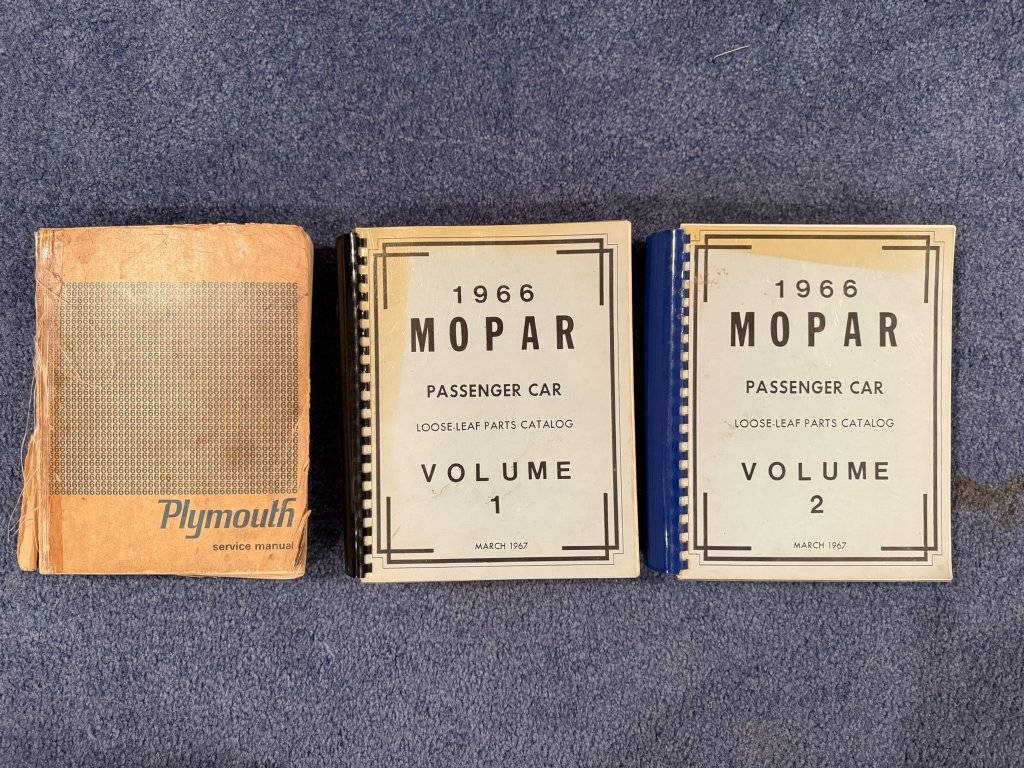 Plymouth
service manual
1966
MOPAR
PASSENGER CAR
LOOSE-LEAF PARTS CATALOG
VOLUME
1
MARCH 1967
1966
MOPAR
PASSENGER CAR
LOOSE-LEAF PARTS CATALOG
VOLUME
2
MARCH 1967